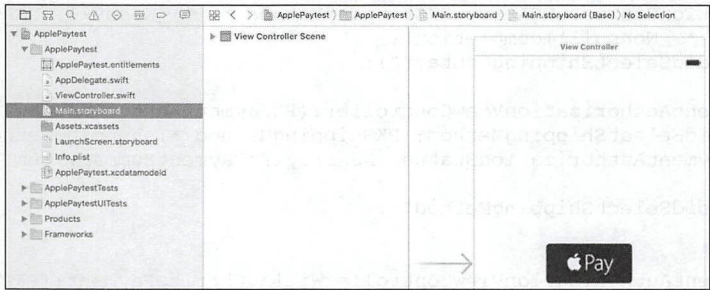 ApplePaytest
ApplePaytest
ApplePaytest.entitlements
AppDelegate.swift
ViewController.swift
Main.storyboard
Assets.xcassets
LaunchScreen.storyboard
Info.plist
ApplePaytest.xcdatamodeld
ApplePaytestTests
ApplePaytestUITests
Products
Frameworks
ApplePaytest ⟩ ApplePaytest ⟩ Main.storyboard ⟩ Main.storyboard (Base) ⟩ No Selection
View Controller Scene
View Controller
Pay